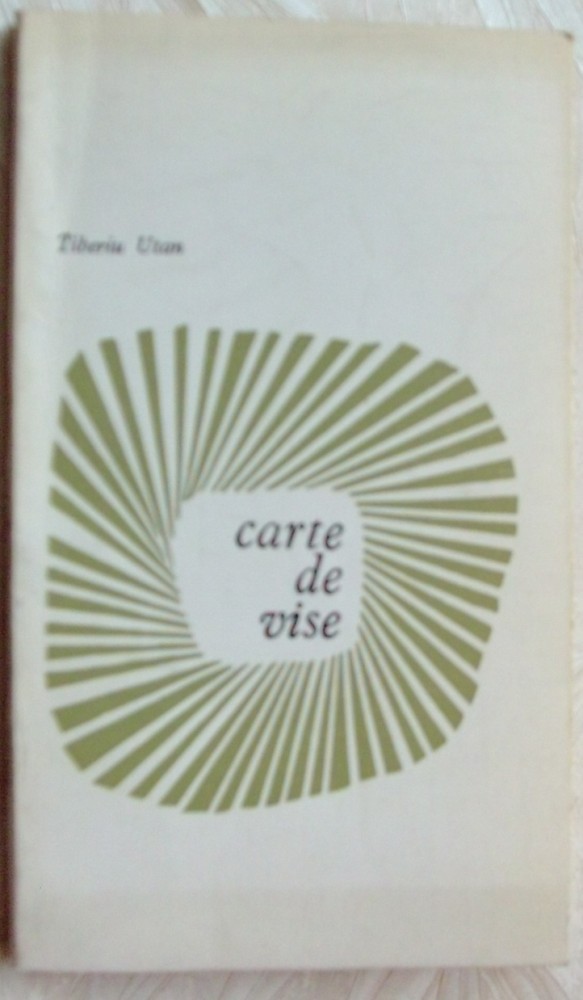 Tiberiu Utan
carte
de
vise